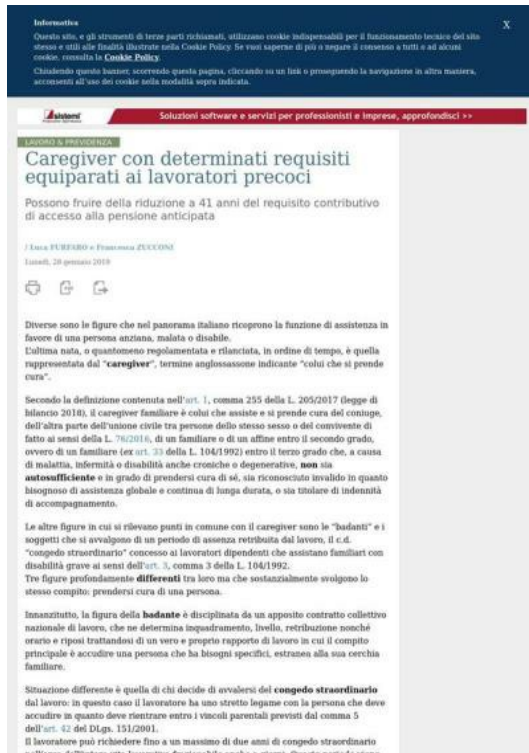 Informativa
Questo sito, e gli strumenti di terze parti richiamati, utilizzano cookie indispensabili per il funzionamento tecnico del sito
stesso e utili alle finalità illustrate nella Cookie Policy. Se vuoi saperne di più o negare il consenso a tutti o ad alcuni
cookie, consulta la Cookie Policy.
Chiudendo questo banner, scorrendo questa pagina, cliccando su un link o proseguendo la navigazione in altra maniera,
acconsenti all'uso dei cookie nella modalità sopra indicata.
X
sistemi
Soluzioni software e servizi per professionisti e imprese, approfondisci >>
LAVORO & PREVIDENZA
Caregiver con determinati requisiti
equiparati ai lavoratori precoci
Possono fruire della riduzione a 41 anni del requisito contributivo
di accesso alla pensione anticipata
/ Luca FURFARO e Francesca ZUCCONI
Lunedì, 28 gennaio 2019
Diverse sono le figure che nel panorama italiano ricoprono la funzione di assistenza in
favore di una persona anziana, malata o disabile.
L'ultima nata, o quantomeno regolamentata e rilanciata, in ordine di tempo, è quella
rappresentata dal "caregiver", termine anglosassone indicante "colui che si prende
cura".
Secondo la definizione contenuta nell'art. 1, comma 255 della L. 205/2017 (legge di
bilancio 2018), il caregiver familiare è colui che assiste e si prende cura del coniuge,
dell'altra parte dell'unione civile tra persone dello stesso sesso o del convivente di
fatto ai sensi della L. 76/2016, di un familiare o di un affine entro il secondo grado,
ovvero di un familiare (ex art. 33 della L. 104/1992) entro il terzo grado che, a causa
di malattia, infermità o disabilità anche croniche o degenerative, non sia
autosufficiente e in grado di prendersi cura di sé, sia riconosciuto invalido in quanto
bisognoso di assistenza globale e continua di lunga durata, o sia titolare di indennità
di accompagnamento.
Le altre figure in cui si rilevano punti in comune con il caregiver sono le "badanti" e i
soggetti che si avvalgono di un periodo di assenza retribuita dal lavoro, il c.d.
"congedo straordinario" concesso ai lavoratori dipendenti che assistano familiari con
disabilità grave ai sensi dell'art. 3, comma 3 della L. 104/1992.
Tre figure profondamente differenti tra loro ma che sostanzialmente svolgono lo
stesso compito: prendersi cura di una persona.
Innanzitutto, la figura della badante è disciplinata da un apposito contratto collettivo
nazionale di lavoro, che ne determina inquadramento, livello, retribuzione nonché
orario e riposi trattandosi di un vero e proprio rapporto di lavoro in cui il compito
principale è accudire una persona che ha bisogni specifici, estranea alla sua cerchia
familiare.
Situazione differente è quella di chi decide di avvalersi del congedo straordinario
dal lavoro: in questo caso il lavoratore ha uno stretto legame con la persona che deve
accudire in quanto deve rientrare entro i vincoli parentali previsti dal comma 5
dell'art. 42 del DLgs. 151/2001.
Il lavoratore può richiedere fino a un massimo di due anni di congedo straordinario